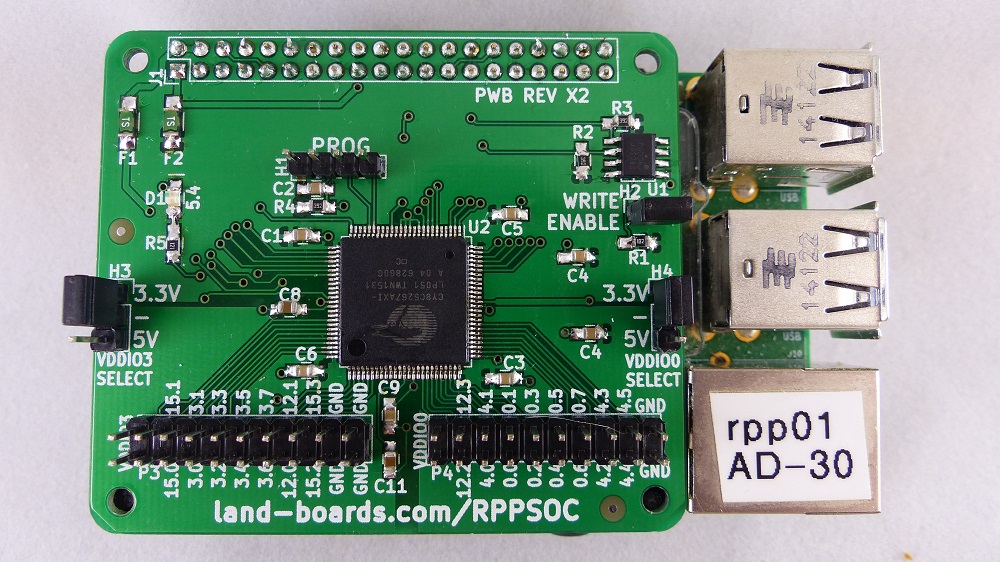 J1
PWB REV X2
F1
F2
PROG
H1
C2
R4
C1
D1
5.4
R5
R3
R2
H2
U1
WRITE
ENABLE
R1
U2
C5
C4
H3
3.3V
5V
VDDIO3
SELECT
C8
C6
CY8C5267AXI-
LP051 TMN1531
H4
3.3V
5V
VDDIO0
SELECT
C4
C3
C9
C11
15.1
3.1
3.3
3.5
3.7
12.1
15.3
GND
GND
15.0
3.0
3.2
3.4
3.6
12.0
15.2
GND
GND
VDDIO0
P4
12.3
4.1
0.1
0.3
0.5
0.7
4.3
4.5
GND
12.2
4.0
0.0
0.2
0.4
0.6
4.2
4.4
GND
land-boards.com/RPPSOC
14122
14122
USB
USB
rpp01
AD-30